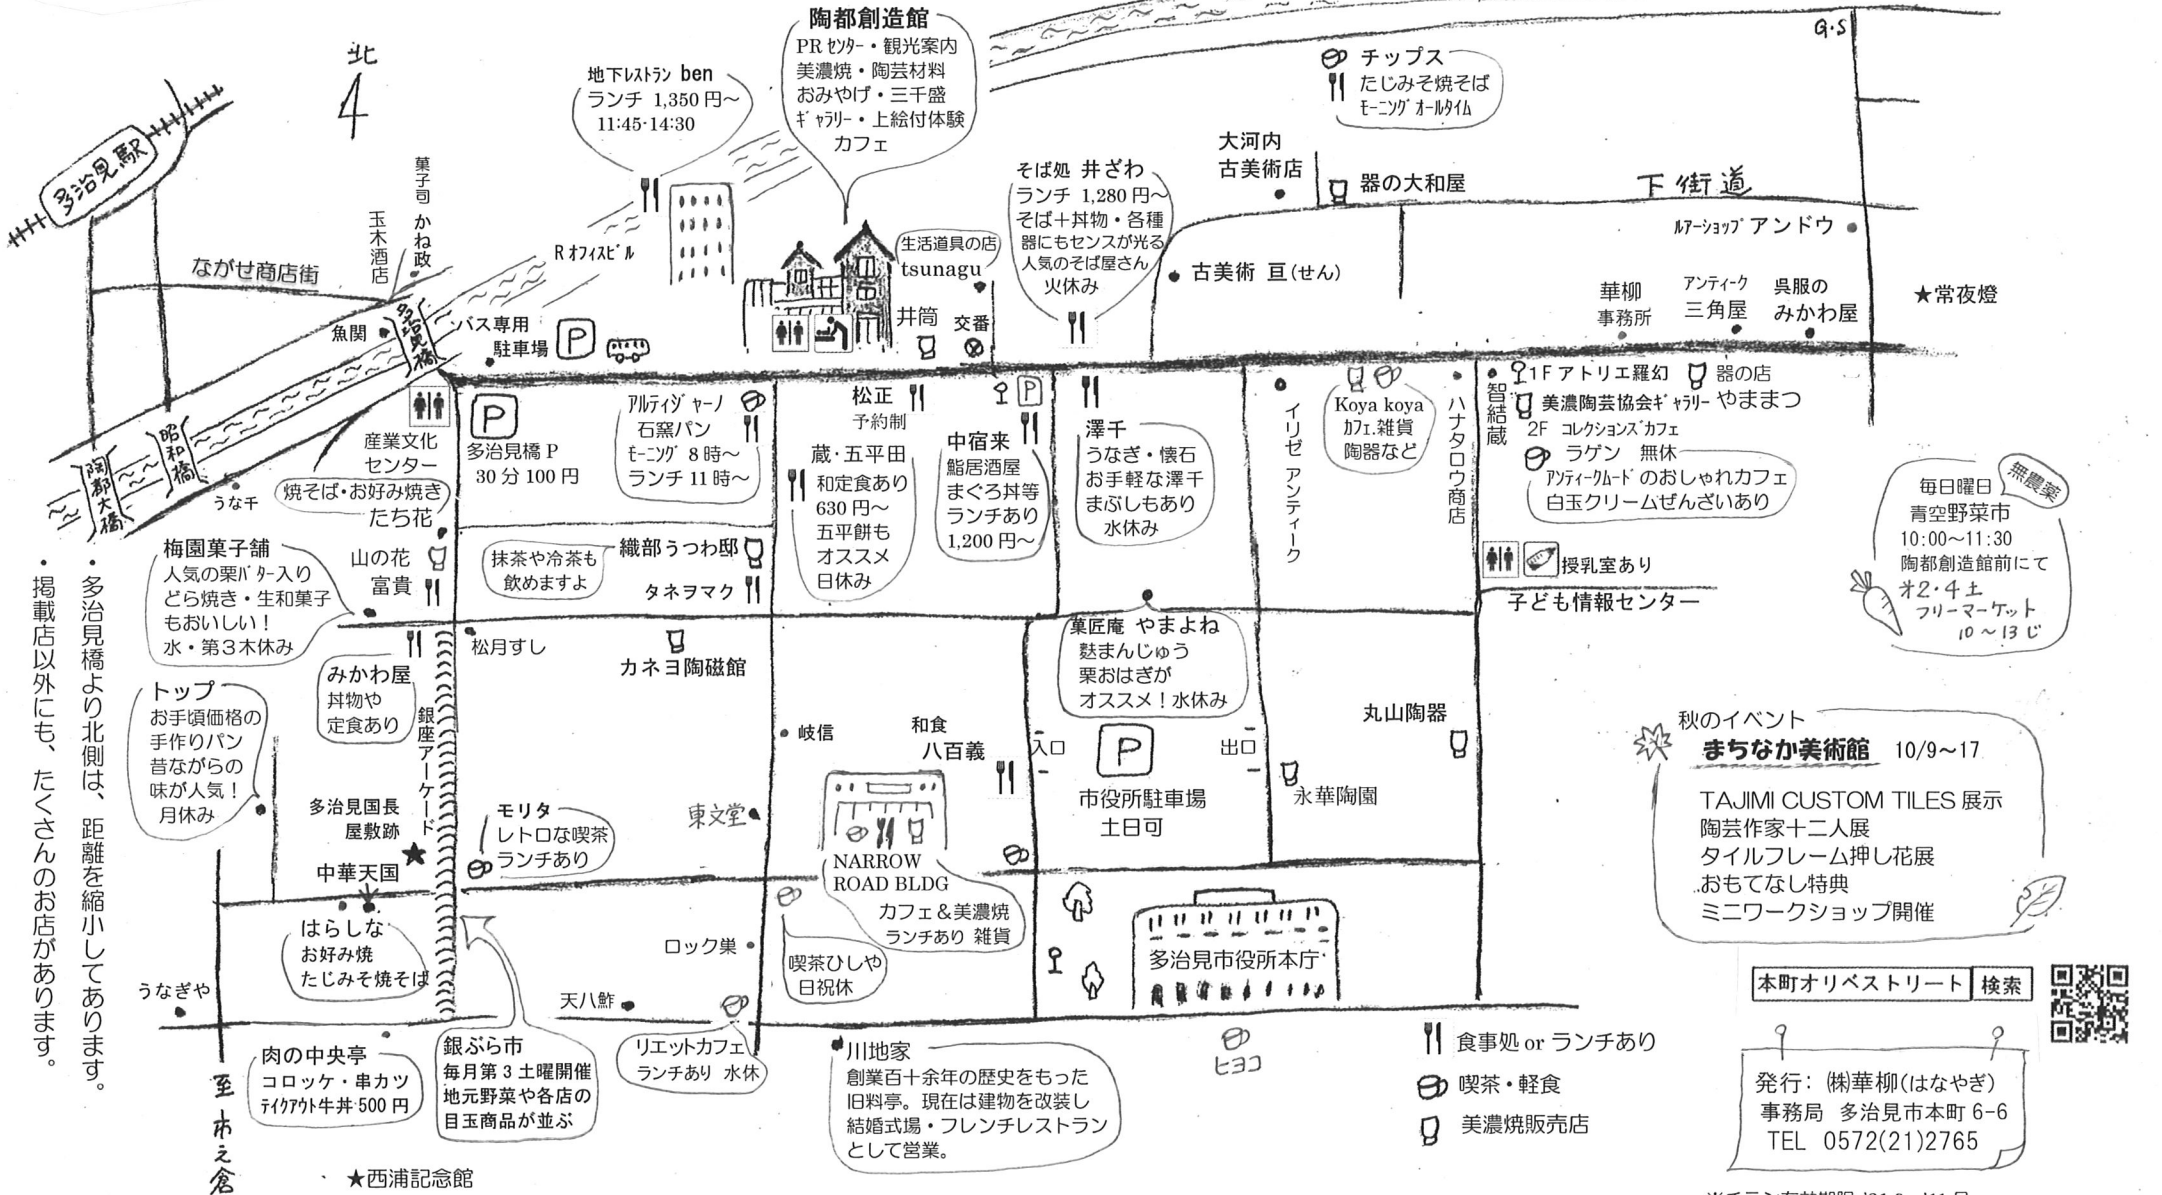 北
4
多治見駅
ながせ商店街
玉木酒店
菓子司 かね政
魚関
多治見橋
昭和橋
陶都大橋
うな千
地下ﾚｽﾄﾗﾝ ben
ランチ 1,350円～
11:45-14:30
Rオフィスビル
バス専用
駐車場
P
陶都創造館
PRセンター・観光案内
美濃焼・陶芸材料
おみやげ・三千盛
ギャラリー・上絵付体験
カフェ
生活道具の店
tsunagu
井筒
交番
そば処 井ざわ
ランチ 1,280円～
そば＋丼物・各種
器にもセンスが光る
人気のそば屋さん
火休み
チップス
たじみそ焼そば
ﾓｰﾆﾝｸﾞｵｰﾙﾀｲﾑ
G・S
大河内
古美術店
器の大和屋
下街道
ﾙｱｰｼｮｯﾌﾟアンドウ
古美術 亘(せん)
華柳
事務所
アンティーク
三角屋
呉服の
みかわ屋
★常夜燈
産業文化
センター
焼そば・お好み焼き
たち花
山の花
富貴
P
多治見橋 P
30分 100円
アルティジャーノ
石窯パン
ﾓｰﾆﾝｸﾞ 8時～
ランチ 11時～
抹茶や冷茶も
飲めますよ
織部うつわ邸
タネヲマク
松正
予約制
蔵・五平田
和定食あり
630円～
五平餅も
オススメ
日休み
P
中宿来
鮨居酒屋
まぐろ丼等
ランチあり
1,200円～
澤千
うなぎ・懐石
お手軽な澤千
まぶしもあり
水休み
イリゼ アンティーク
Koya koya
カフェ.雑貨
陶器など
ハナタロウ商店
智結蔵
1F アトリエ羅幻
器の店
やままつ
美濃陶芸協会ｷﾞｬﾗﾘｰ
2F コレクションズカフェ
ラゲン 無休
ｱﾝﾃｨｰｸﾑｰﾄﾞのおしゃれカフェ
白玉クリームぜんざいあり
授乳室あり
子ども情報センター
無農薬
毎日曜日
青空野菜市
10:00～11:30
陶都創造館前にて
才2・4土
フリーマーケット
10～13じ
梅園菓子舗
人気の栗バター入り
どら焼き・生和菓子
もおいしい！
水・第3木休み
みかわ屋
丼物や
定食あり
銀座アーケード
松月すし
カネヨ陶磁館
菓匠庵 やまよね
麩まんじゅう
栗おはぎが
オススメ！水休み
トップ
お手頃価格の
手作りパン
昔ながらの
味が人気！
月休み
多治見国長
屋敷跡
★
中華天国
はらしな
お好み焼
たじみそ焼そば
モリタ
レトロな喫茶
ランチあり
岐信
東文堂
和食
八百義
NARROW
ROAD BLDG
カフェ＆美濃焼
ランチあり 雑貨
入口
P
出口
市役所駐車場
土日可
丸山陶器
永華陶園
多治見市役所本庁
喫茶ひしや
日祝休
ロック巣
天八鮓
うなぎや
肉の中央亭
コロッケ・串カツ
ﾃｲｸｱｳﾄ牛丼 500円
至 市之倉
★西浦記念館
銀ぶら市
毎月第3土曜開催
地元野菜や各店の
目玉商品が並ぶ
リエットカフェ
ランチあり 水休
川地家
創業百十余年の歴史をもった
旧料亭。現在は建物を改装し
結婚式場・フレンチレストラン
として営業。
ヒヨコ
食事処 or ランチあり
喫茶・軽食
美濃焼販売店
秋のイベント
まちなか美術館 10/9～17
TAJIMI CUSTOM TILES 展示
陶芸作家十二人展
タイルフレーム押し花展
おもてなし特典
ミニワークショップ開催
本町オリベストリート 検索
発行: ㈱華柳(はなやぎ)
事務局 多治見市本町 6-6
TEL 0572(21)2765
・多治見橋より北側は、距離を縮小してあります。
・掲載店以外にも、たくさんのお店があります。